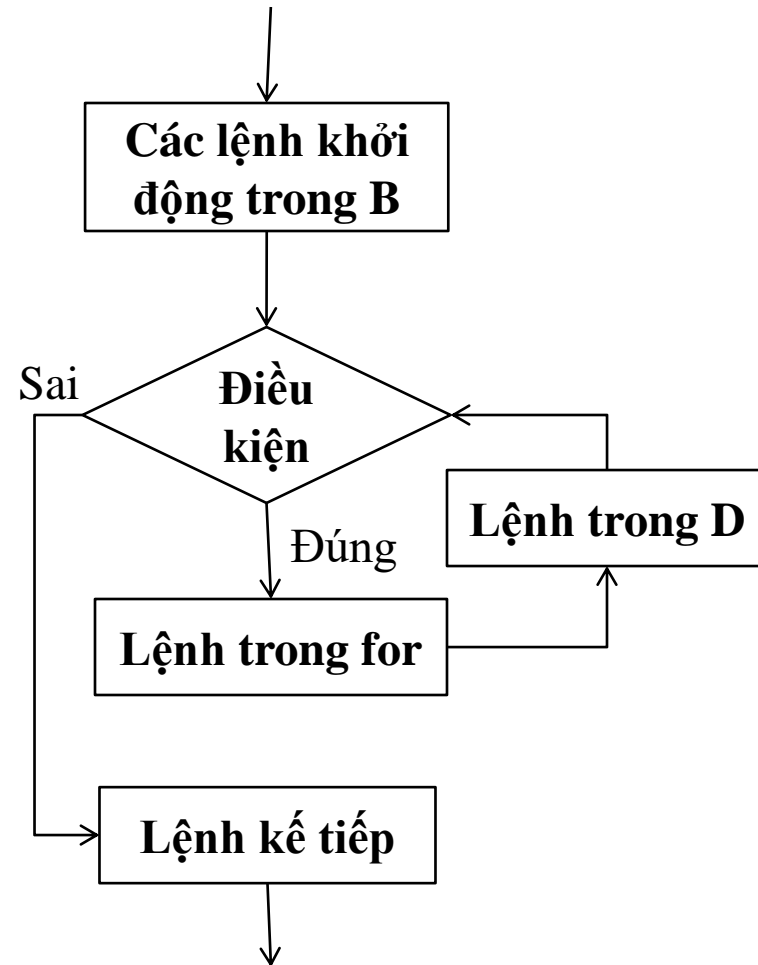 Các lệnh khởi
động trong B
Sai
Điều
kiện
Lệnh trong D
Đúng
Lệnh trong for
Lệnh kế tiếp